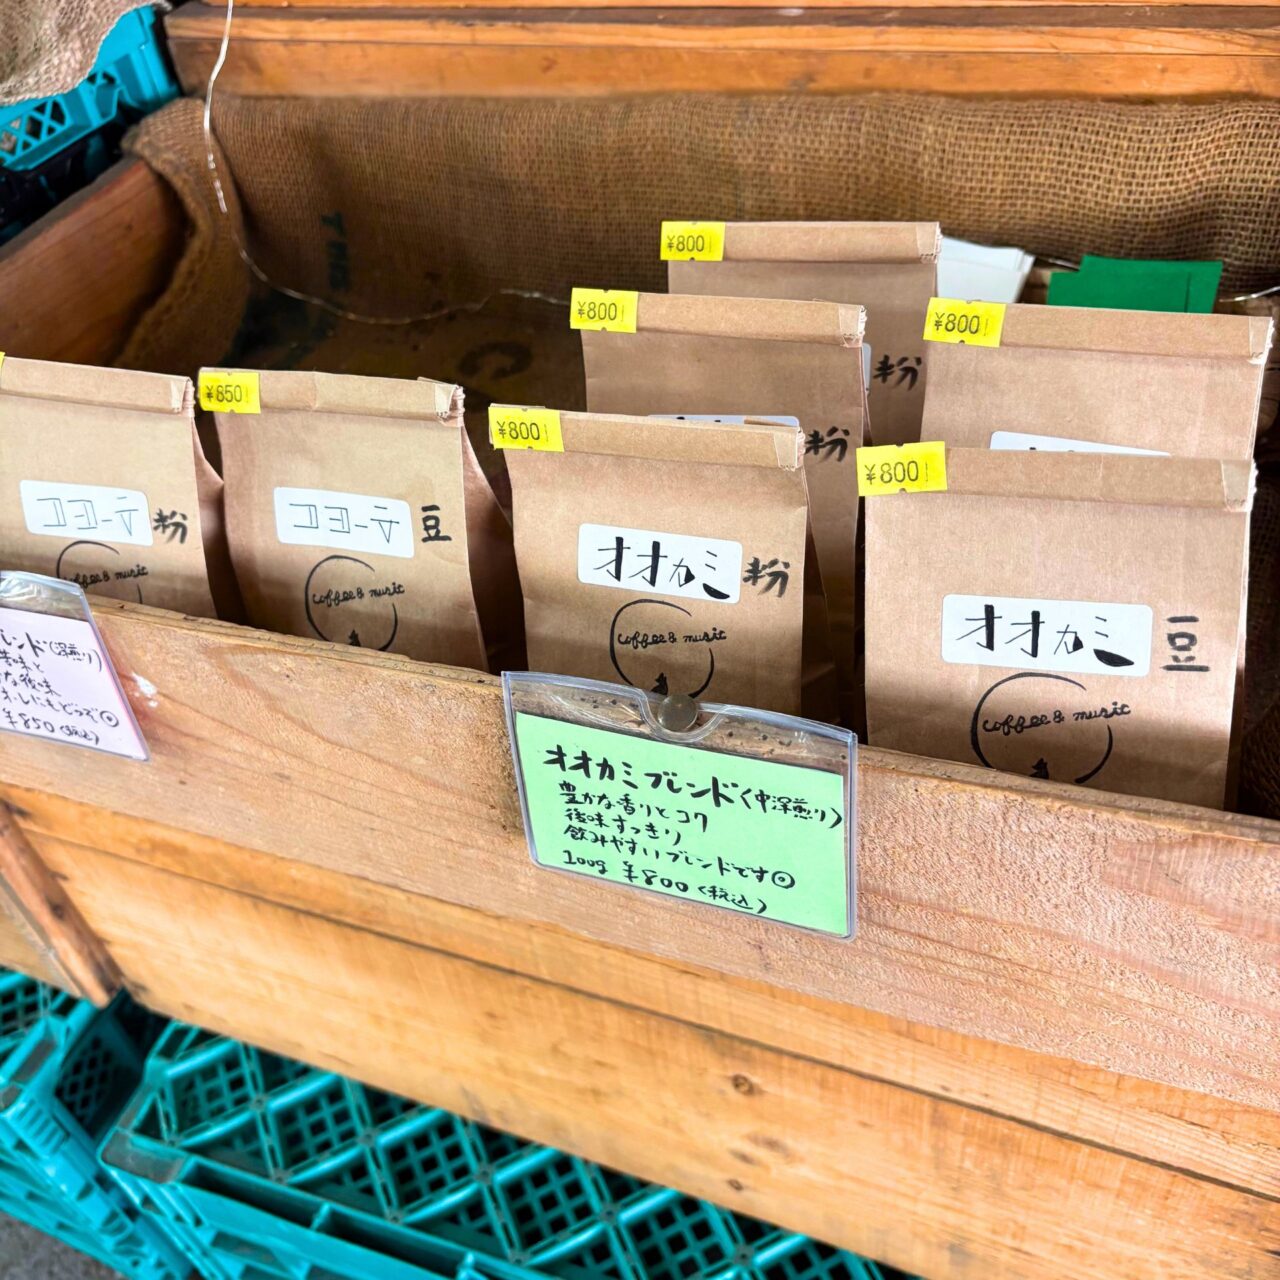 ¥800
¥800
¥800
¥850
¥800
¥800
粉
粉
コヨーテ
粉
coffee & music
コヨーテ
豆
coffee & music
オオカミ
粉
coffee & music
オオカミ
豆
coffee & music
レンド(深煎り)
な後味
¥850(税込)
オオカミブレンド(中深煎り)
豊かな香りとコク
後味すっきり
飲みやすいブレンドです◎
100g ¥800(税込)